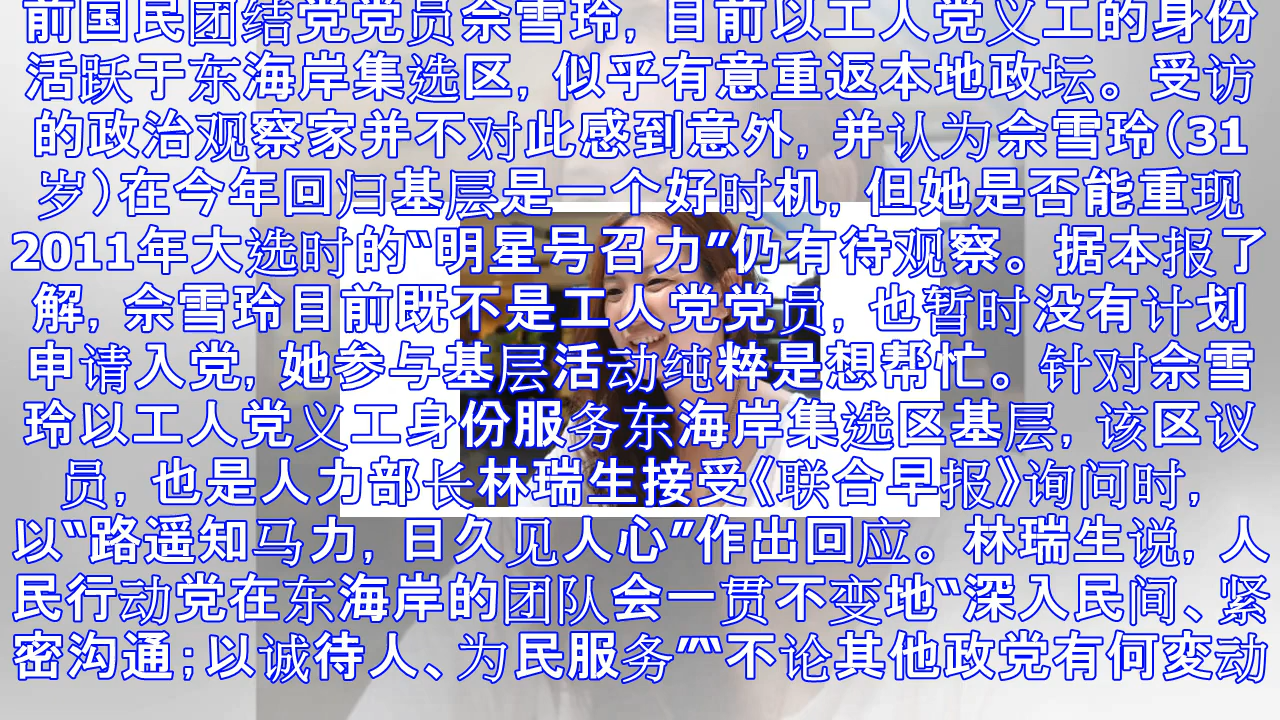 前国民团结党党员佘雪玲, 目前以工人党义工的身份
活跃于东海岸集选区, 似乎有意重返本地政坛。受访
的政治观察家并不对此感到意外, 并认为佘雪玲(31
岁)在今年回归基层是一个好时机, 但她是否能重现
2011年大选时的“明星号召力”仍有待观察。据本报了
解, 佘雪玲目前既不是工人党党员, 也暂时没有计划
申请入党, 她参与基层活动纯粹是想帮忙。针对佘雪
玲以工人党义工身份服务东海岸集选区基层, 该区议
员, 也是人力部长林瑞生接受《联合早报》询问时,
以“路遥知马力, 日久见人心”作出回应。林瑞生说, 人
民行动党在东海岸的团队会一贯不变地“深入民间、紧
密沟通; 以诚待人、为民服务”“不论其他政党有何変动